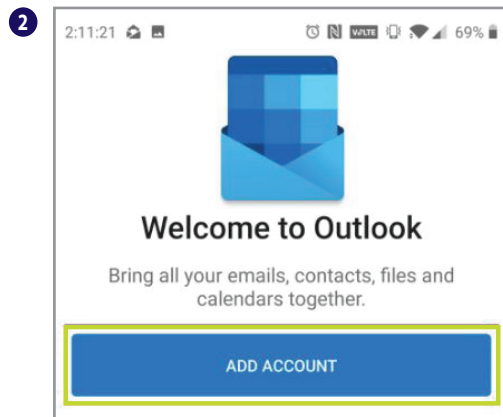 2
2:11:21 VoLTE 69%
Welcome to Outlook
Bring all your emails, contacts, files and
calendars together.
ADD ACCOUNT